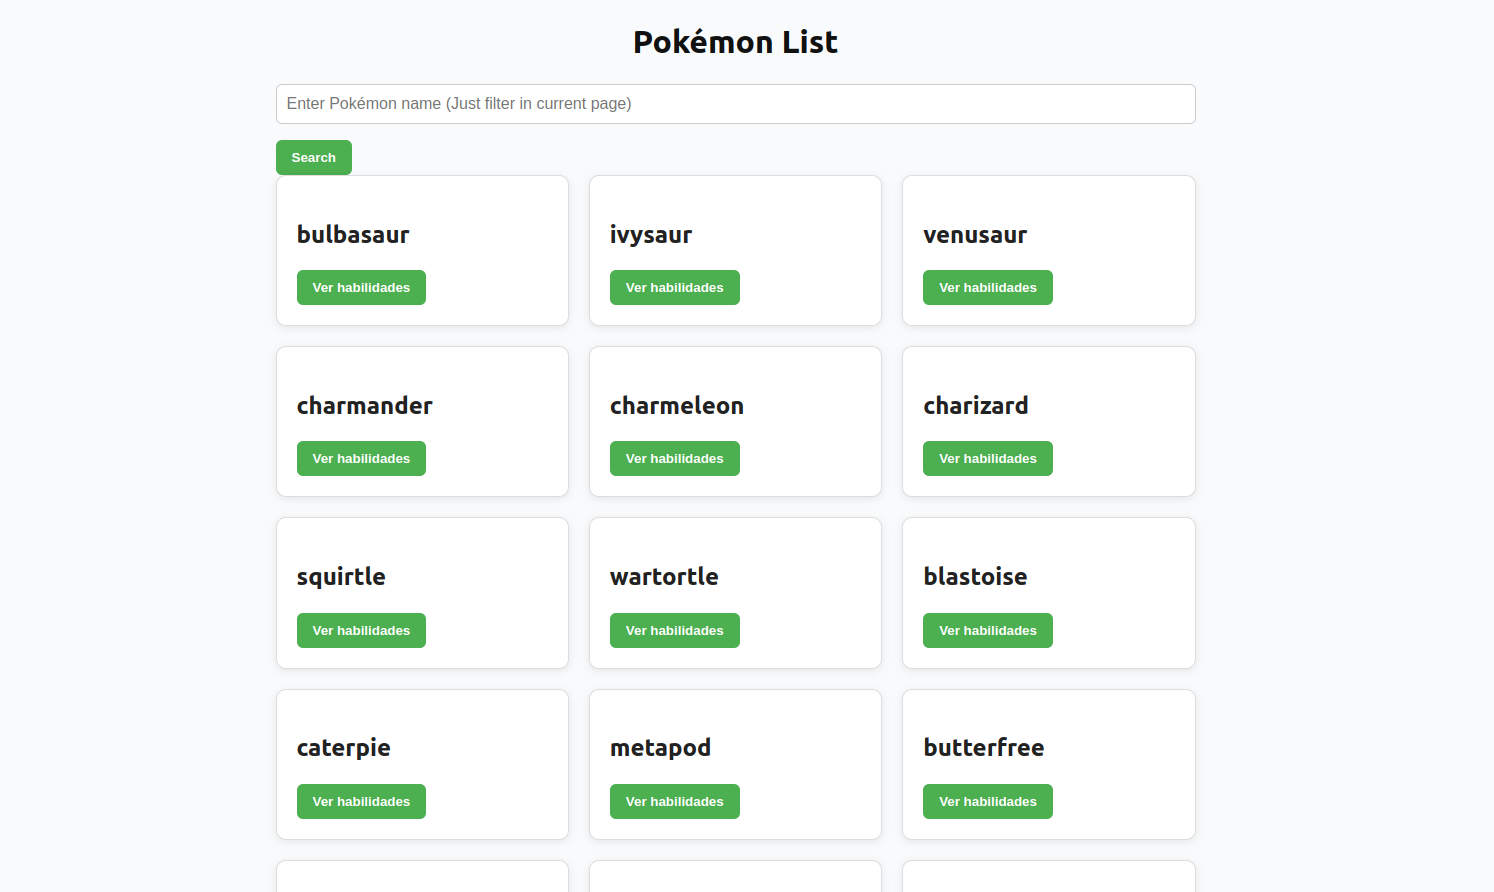 Pokémon List
Enter Pokémon name (Just filter in current page)
Search
bulbasaur
ivysaur
venusaur
Ver habilidades
Ver habilidades
Ver habilidades
charmander
charmeleon
charizard
Ver habilidades
Ver habilidades
Ver habilidades
squirtle
wartortle
blastoise
Ver habilidades
Ver habilidades
Ver habilidades
caterpie
metapod
butterfree
Ver habilidades
Ver habilidades
Ver habilidades